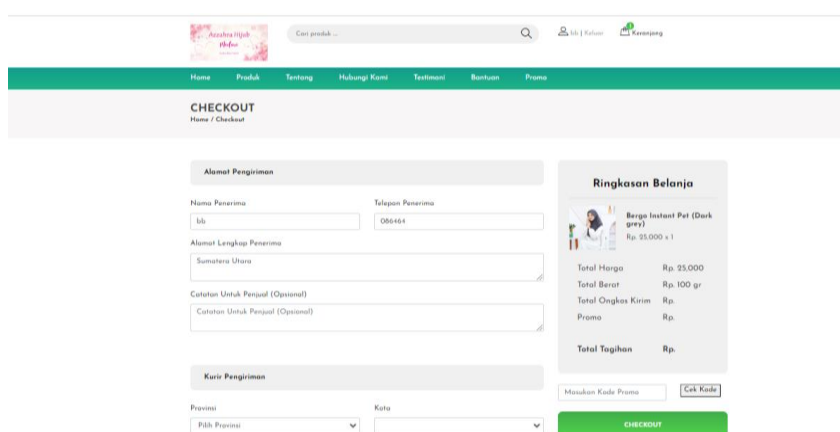 Azzahra Hijab
Medan
Cari produk ...
bb | Keluar
1
Keranjang
Home Produk Tentang Hubungi Kami Testimoni Bantuan Promo
CHECKOUT
Home / Checkout
Alamat Pengiriman
Nama Penerima Telepon Penerima
bb 086464
Alamat Lengkap Penerima
Sumatera Utara
Catatan Untuk Penjual (Opsional)
Catatan Untuk Penjual (Opsional)
Kurir Pengiriman
Provinsi Kota
Pilih Provinsi
Ringkasan Belanja
Bergo Instant Pet (Dark
grey)
Rp. 25,000 x 1
Total Harga Rp. 25,000
Total Berat Rp. 100 gr
Total Ongkos Kirim Rp.
Promo Rp.
Total Tagihan Rp.
Masukan Kode Promo Cek Kode
CHECKOUT